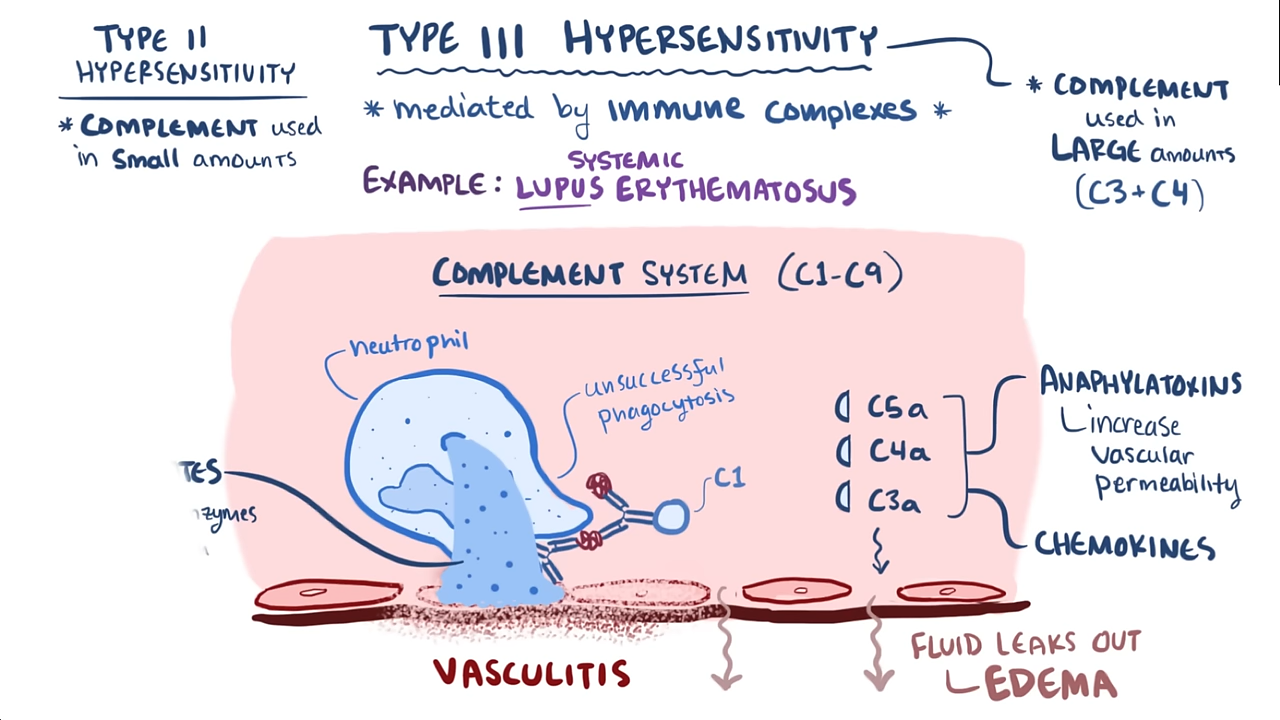 TYPE II
HYPERSENSITIVITY
* COMPLEMENT used
in Small amounts
TYPE III HYPERSENSITIVITY
* mediated by Immune complexes *
SYSTEMIC
EXAMPLE: LUPUS ERYTHEMATOSUS
* COMPLEMENT
used in
LARGE amounts
(C3+C4)
COMPLEMENT SYSTEM (C1-C9)
neutrophil
unsuccessful
phagocytosis
C1
C5a
C4a
C3a
ANAPHYLATOXINS
increase
vascular
permeability
CHEMOKINES
TES
zymes
VASCULITIS
FLUID LEAKS OUT
EDEMA